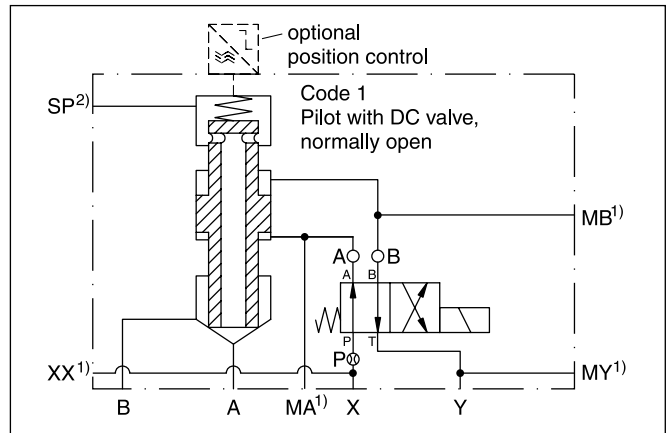 optional
position control
SP2)
Code 1
Pilot with DC valve,
normally open
MB1)
A B
A B
P T
P
XX1)
MY1)
B A MA1) X Y